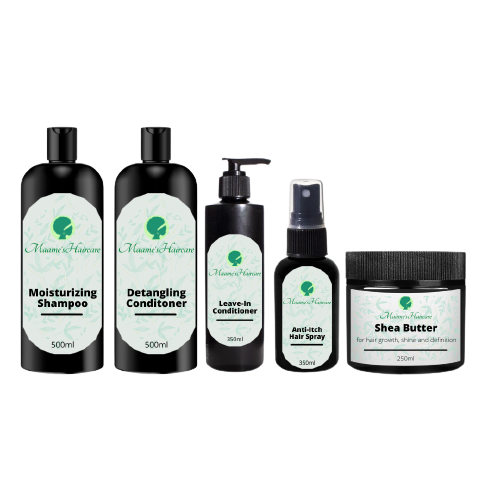 Maame'sHaircare
Moisturizing
Shampoo
500ml
Maame'sHaircare
Detangling
Conditoner
500ml
Maame'sHaircare
Leave-In
Conditioner
350ml
Maame'sHaircare
Anti-Itch
Hair Spray
350ml
Maame'sHaircare
Shea Butter
for hair growth, shine and definition
250ml